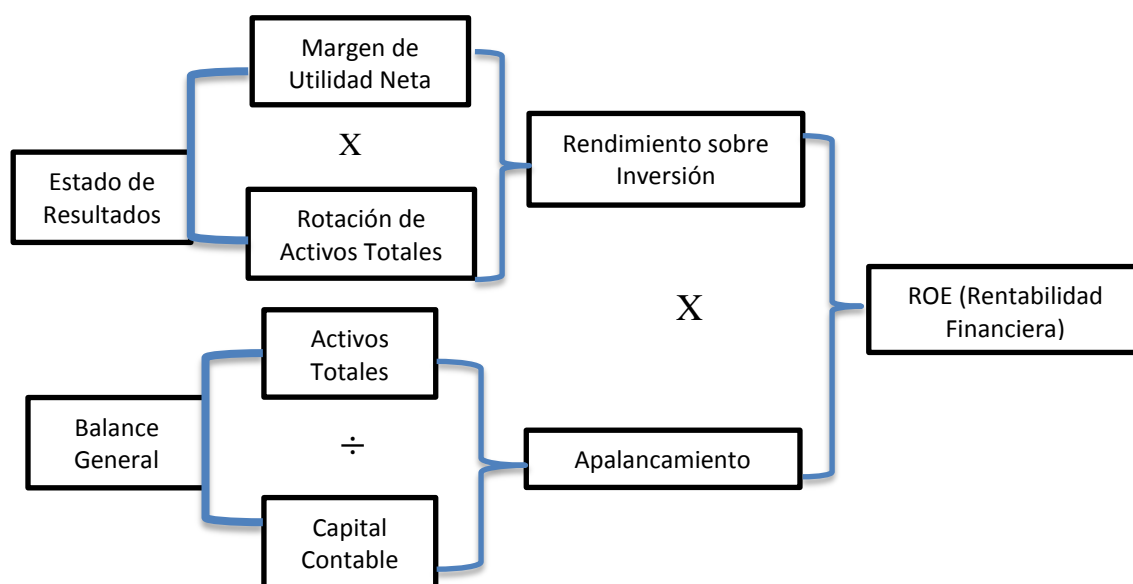 Margen de
Utilidad Neta
X
Estado de
Resultados
Rotación de
Activos Totales
Rendimiento sobre
Inversión
X
ROE (Rentabilidad
Financiera)
Activos
Totales
÷
Balance
General
Capital
Contable
Apalancamiento